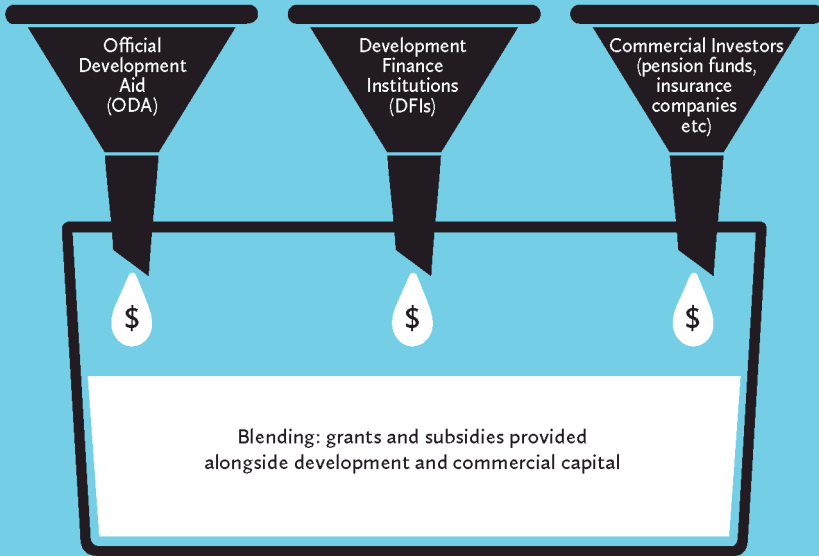 Official
Development
Aid
(ODA)
Development
Finance
Institutions
(DFIs)
Commercial Investors
(pension funds,
insurance
companies
etc)
$
$
$
Blending: grants and subsidies provided
alongside development and commercial capital